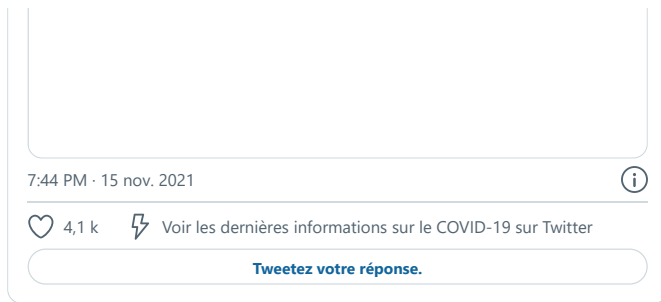 7:44 PM · 15 nov. 2021
4,1 k Voir les dernières informations sur le COVID-19 sur Twitter
Tweetez votre réponse.